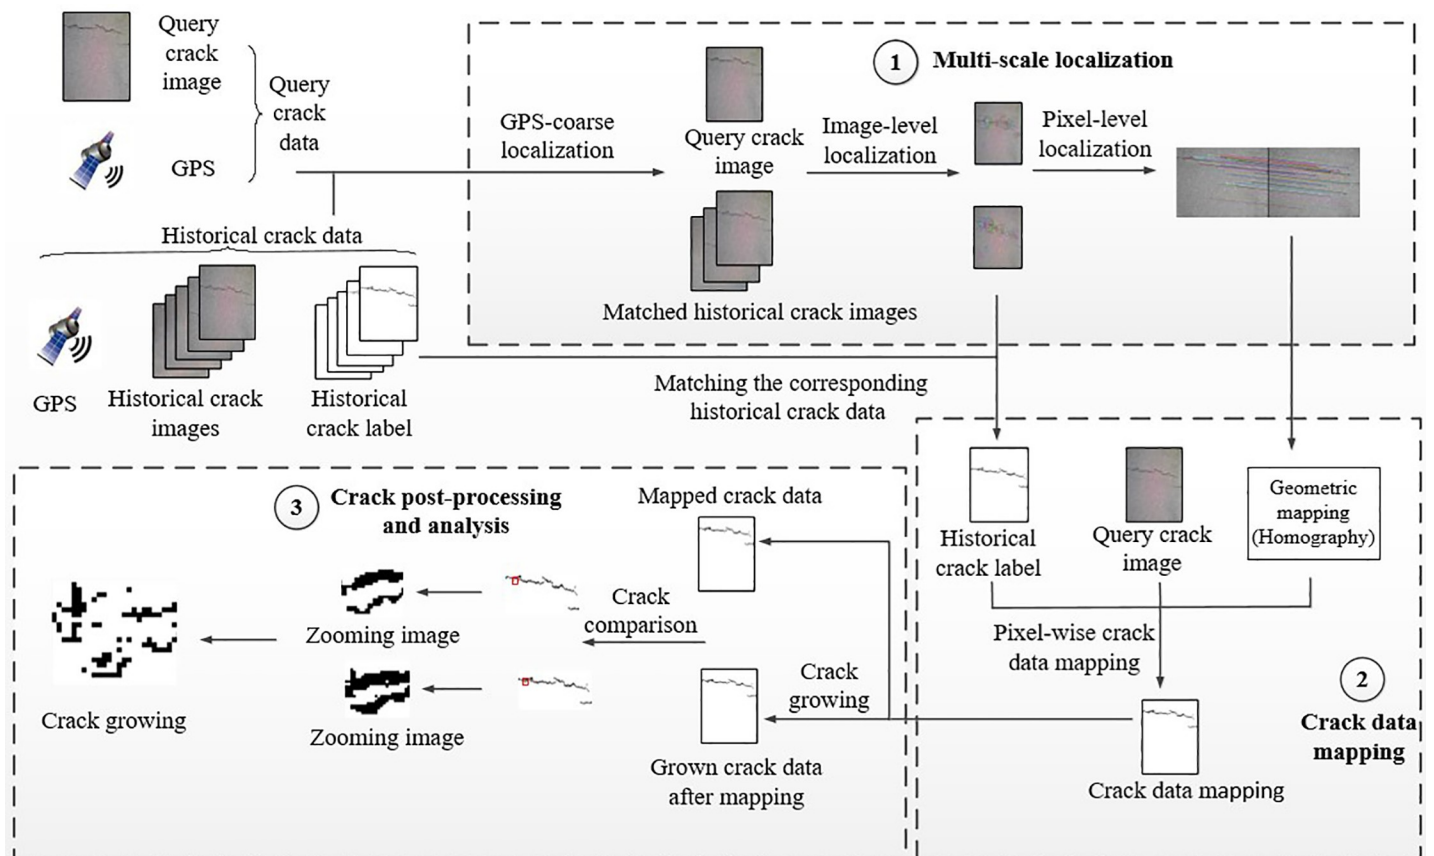 Query
crack
image
Query
crack
data
GPS
Historical crack data
GPS
Historical crack
images
Historical
crack label
1
Multi-scale localization
GPS-coarse
localization
Query crack
image
Matched historical crack images
Image-level
localization
Pixel-level
localization
Matching the corresponding
historical crack data
Historical
crack label
Query crack
image
Geometric
mapping
(Homography)
Pixel-wise crack
data mapping
2
Crack data
mapping
Crack data mapping
3
Crack post-processing
and analysis
Mapped crack data
Crack
growing
Grown crack data
after mapping
Crack
comparison
Zooming image
Zooming image
Crack growing